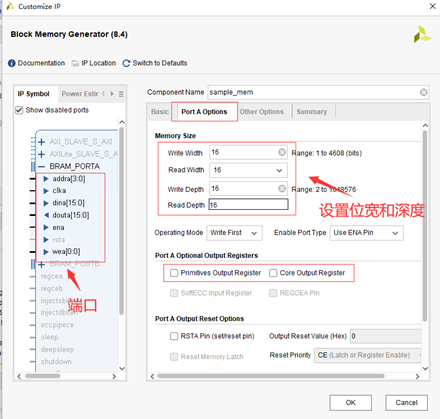 Customize IP
Block Memory Generator (8.4)
Documentation IP Location Switch to Defaults
IP Symbol Power Estir
Show disabled ports
AXI_SLAVE_S_AXI
AXILite_SLAVE_S_AXI
BRAM_PORTA
addra[3:0]
clka
dina[15:0]
douta[15:0]
ena
rsta
wea[0:0]
BRAM_PORTB
regcea
regceb
injectsbiterr
injectdbiterr
eccpipece
sleep
deepsleep
shutdown
端口
Component Name sample_mem
Basic Port A Options Other Options Summary
Memory Size
Write Width 16 Range: 1 to 4608 (bits)
Read Width 16
Write Depth 16 Range: 2 to 1048576
Read Depth 16
设置位宽和深度
Operating Mode Write First Enable Port Type Use ENA Pin
Port A Optional Output Registers
Primitives Output Register Core Output Register
SoftECC Input Register REGCEA Pin
Port A Output Reset Options
RSTA Pin (set/reset pin) Output Reset Value (Hex) 0
Reset Memory Latch Reset Priority CE (Latch or Register Enable)
OK Cancel